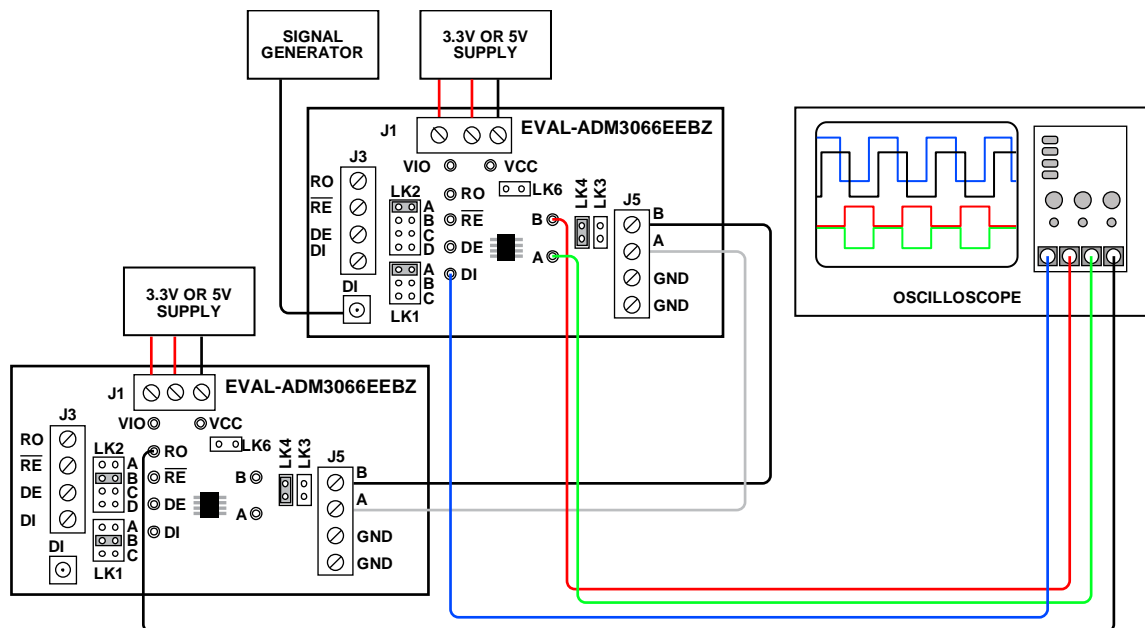 SIGNAL
GENERATOR
3.3V OR 5V
SUPPLY
J1
EVAL-ADM3066EEBZ
VIO
VCC
J3
RO
RE
DE
DI
LK2
A
B
C
D
RO
RE
DE
DI
LK6
LK4
LK3
B
A
J5
B
A
GND
GND
A
B
C
LK1
DI
OSCILLOSCOPE
3.3V OR 5V
SUPPLY
J1
EVAL-ADM3066EEBZ
VIO
VCC
J3
RO
RE
DE
DI
LK2
A
B
C
D
RO
RE
DE
DI
LK6
LK4
LK3
B
A
J5
B
A
GND
GND
A
B
C
LK1
DI